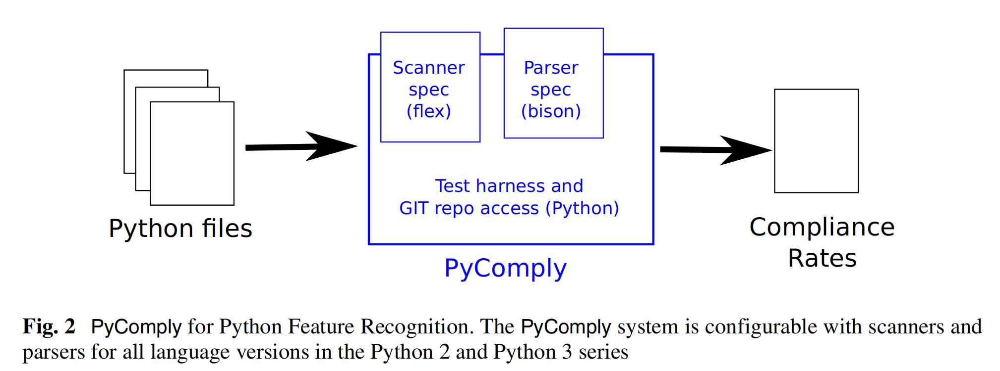 Scanner
spec
(flex)
Parser
spec
(bison)
Test harness and
GIT repo access (Python)
Python files
Compliance
Rates
PyComply
Fig. 2 PyComply for Python Feature Recognition. The PyComply system is configurable with scanners and
parsers for all language versions in the Python 2 and Python 3 series